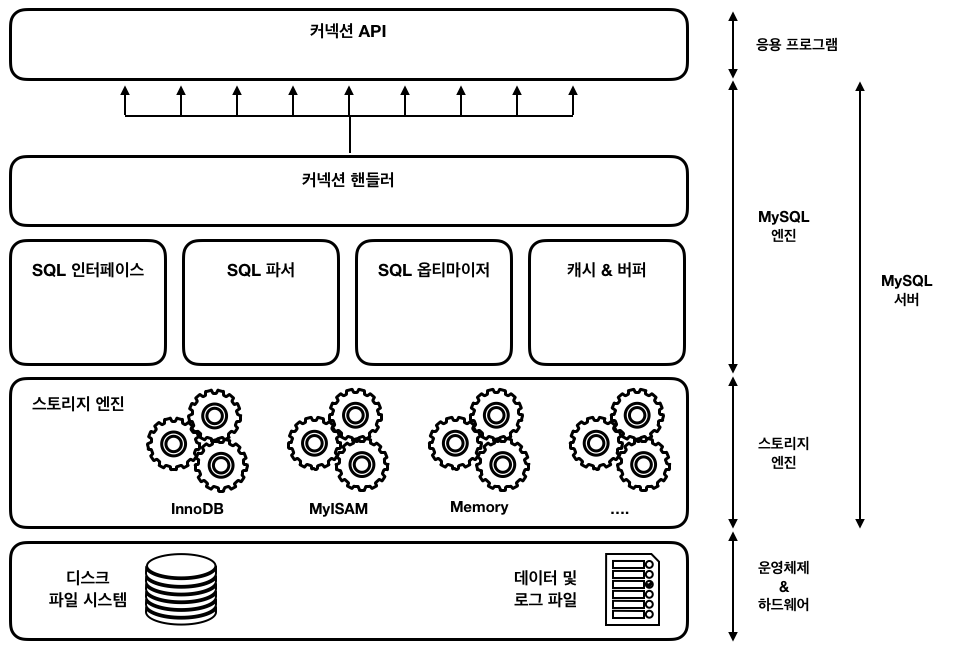 커넥션 API
응용 프로그램
커넥션 핸들러
MySQL
엔진
SQL 인터페이스
SQL 파서
SQL 옵티마이저
캐시 & 버퍼
MySQL
서버
스토리지 엔진
InnoDB
MyISAM
Memory
....
스토리지
엔진
디스크
파일 시스템
데이터 및
로그 파일
운영체제
&
하드웨어